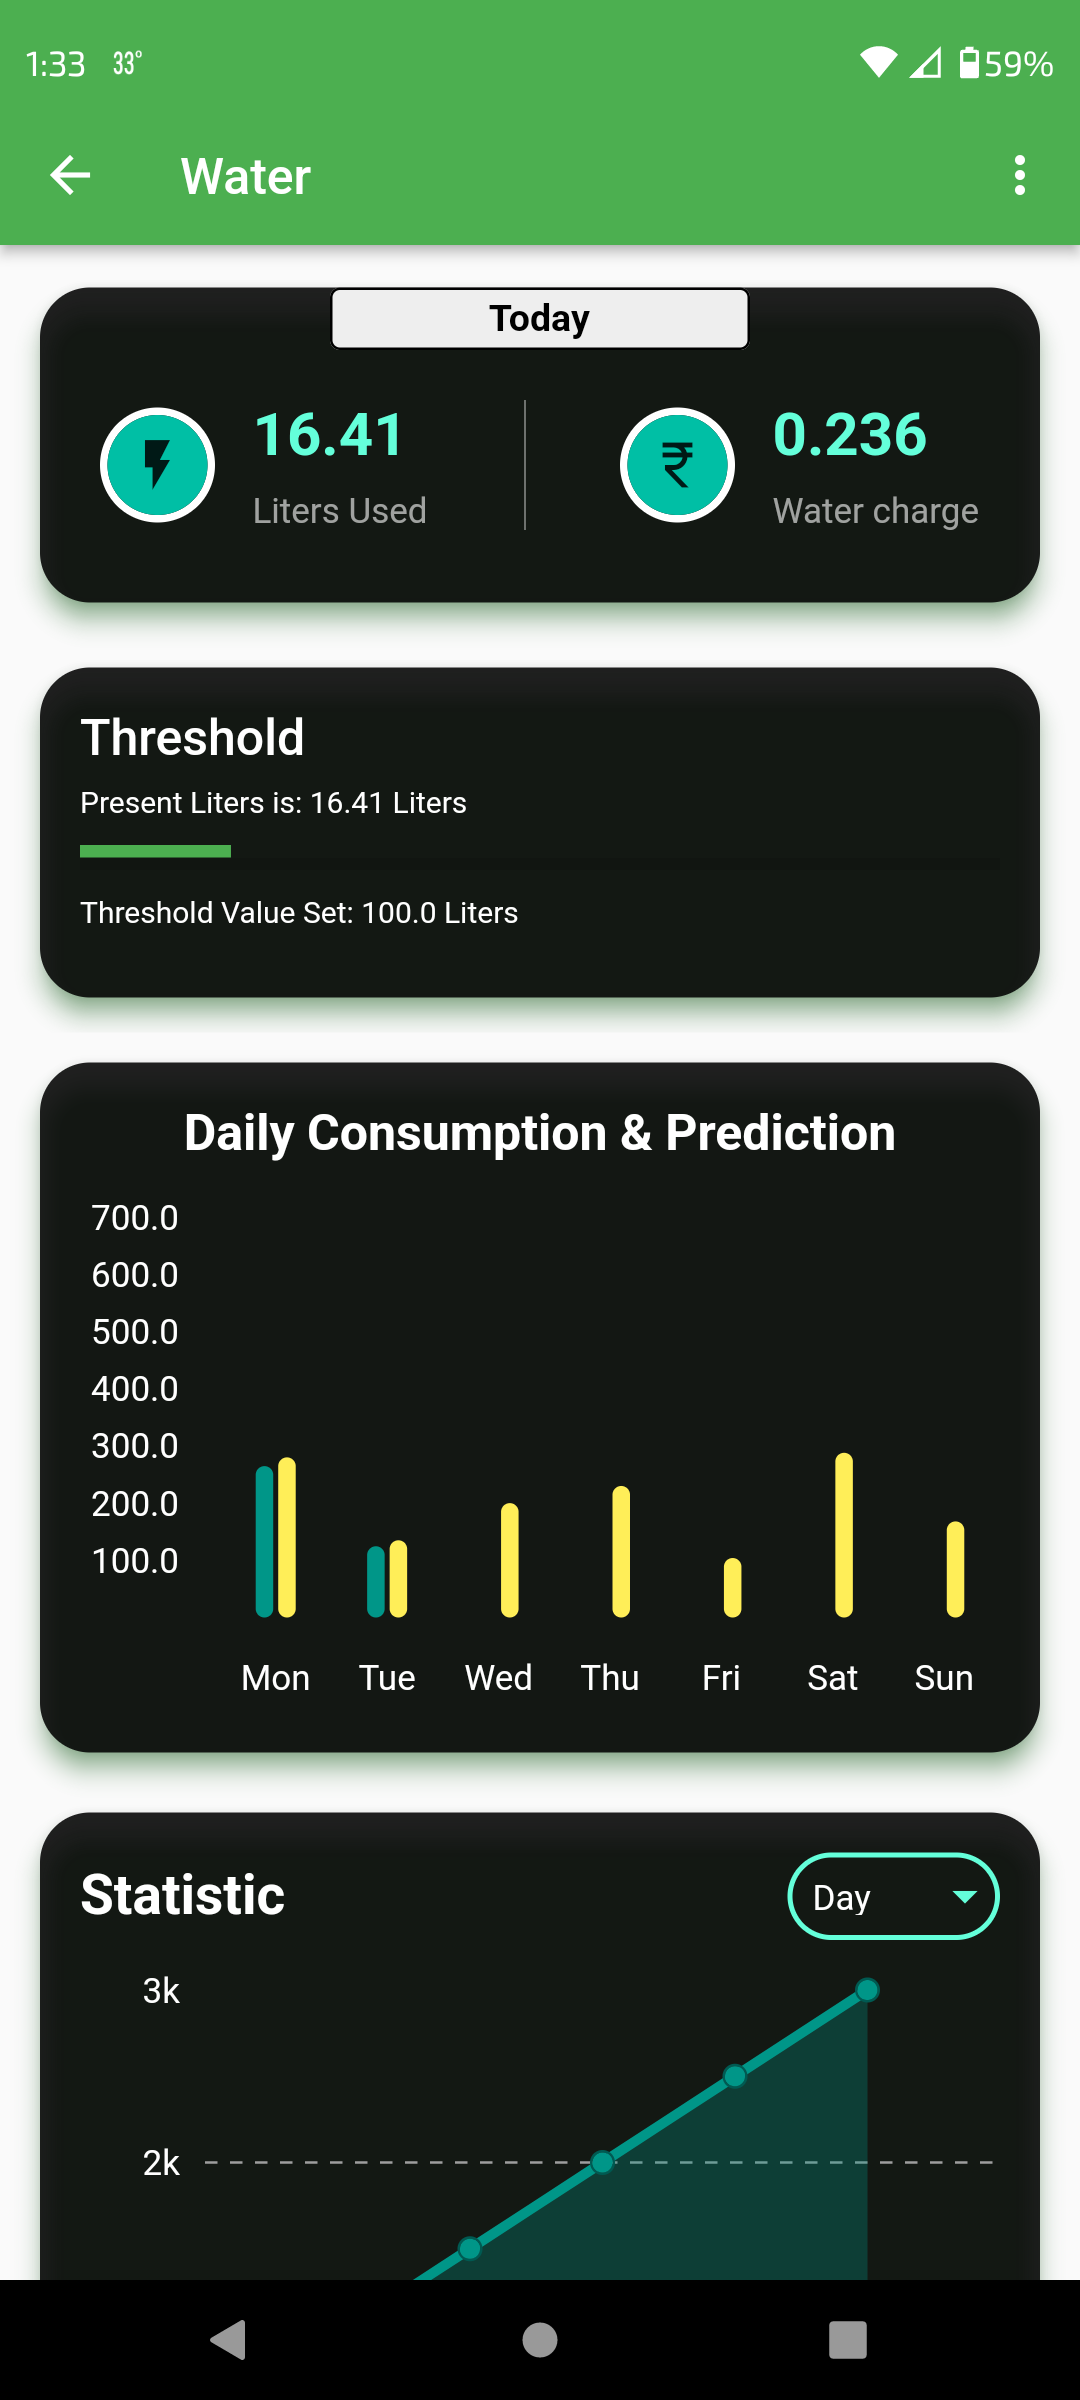 1:33 33° 59%
Water
Today
16.41 ₹ 0.236
Liters Used Water charge
Threshold
Present Liters is: 16.41 Liters
Threshold Value Set: 100.0 Liters
Daily Consumption & Prediction
700.0
600.0
500.0
400.0
300.0
200.0
100.0
Mon Tue Wed Thu Fri Sat Sun
Statistic Day
3k
2k